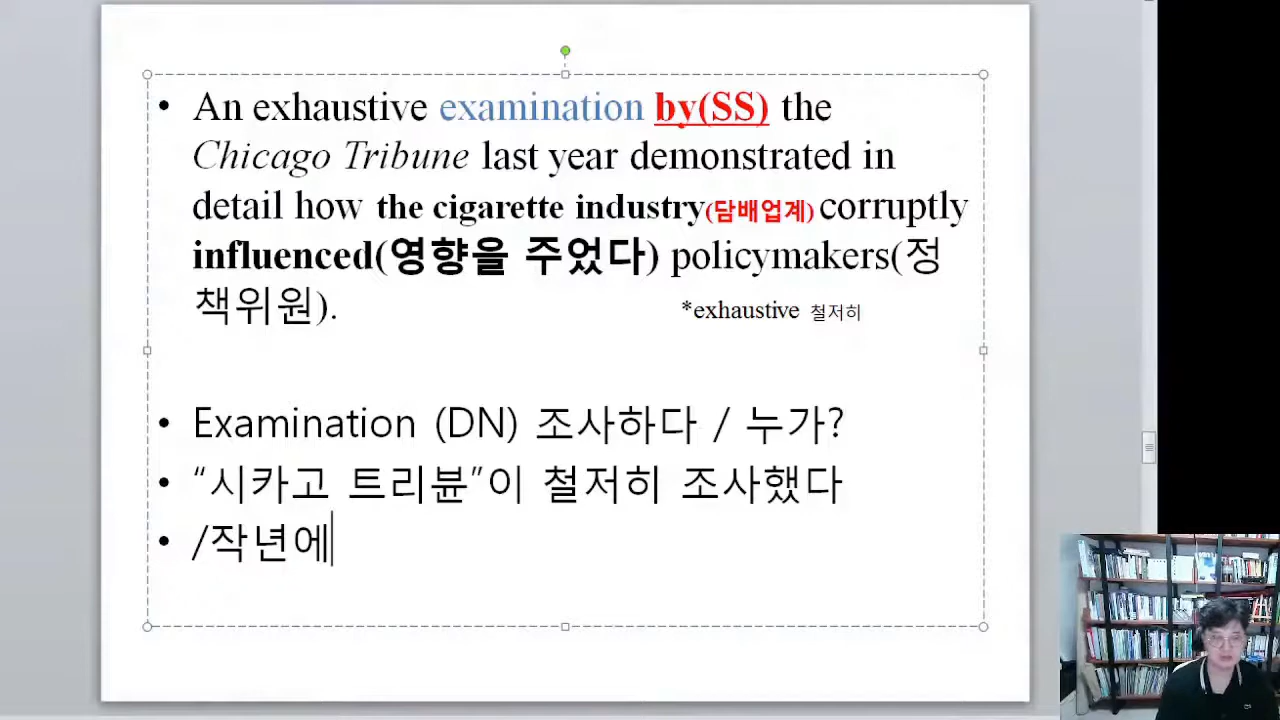 • An exhaustive examination by(SS) the
Chicago Tribune last year demonstrated in
detail how the cigarette industry(담배업계) corruptly
influenced(영향을 주었다) policymakers(정
책위원). *exhaustive 철저히
• Examination (DN) 조사하다 / 누가?
• “시카고 트리뷴”이 철저히 조사했다
• /작년에